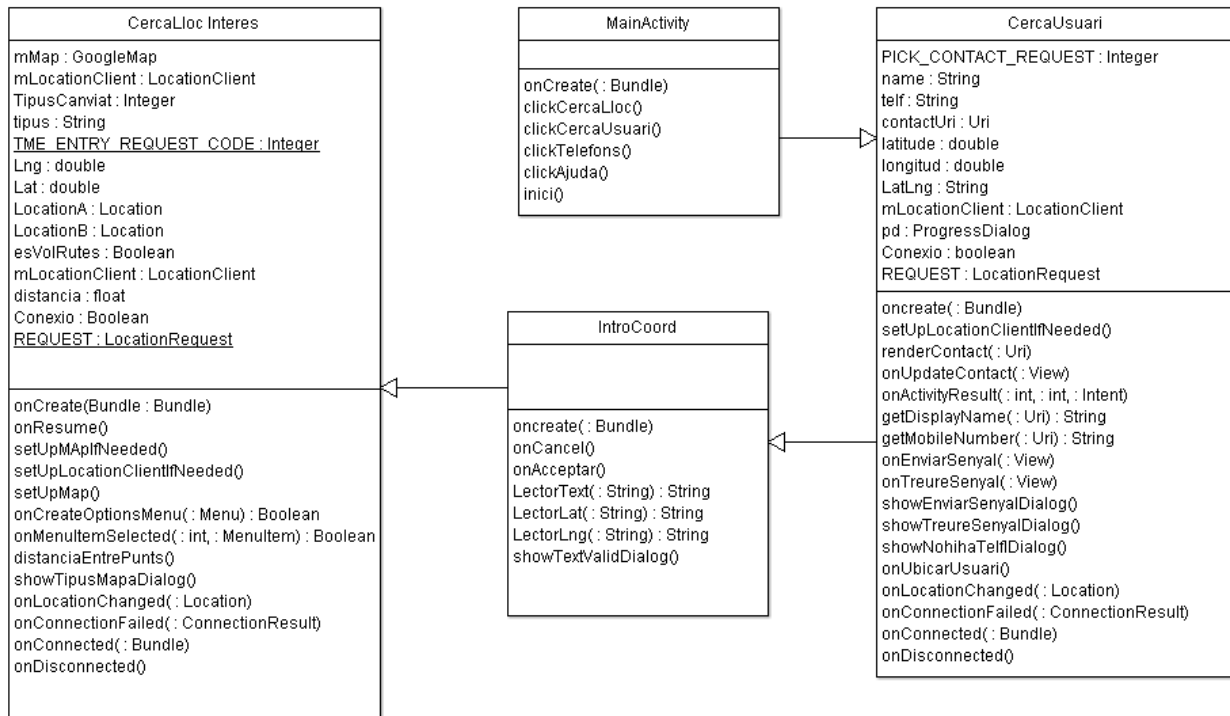 CercaLloc Interes
mMap : GoogleMap
mLocationClient : LocationClient
TipusCanviat : Integer
tipus : String
TME_ENTRY_REQUEST_CODE : Integer
Lng : double
Lat : double
LocationA : Location
LocationB : Location
esVolRutes : Boolean
mLocationClient : LocationClient
distancia : float
Conexio : Boolean
REQUEST : LocationRequest
onCreate(Bundle : Bundle)
onResume()
setUpMApIfNeeded()
setUpLocationClientIfNeeded()
setUpMap()
onCreateOptionsMenu( : Menu) : Boolean
onMenuItemSelected( : int, : MenuItem) : Boolean
distanciaEntrePunts()
showTipusMapaDialog()
onLocationChanged( : Location)
onConnectionFailed( : ConnectionResult)
onConnected( : Bundle)
onDisconnected()
MainActivity
onCreate( : Bundle)
clickCercaLloc()
clickCercaUsuari()
clickTelefons()
clickAjuda()
inici()
IntroCoord
oncreate( : Bundle)
onCancel()
onAcceptar()
LectorText( : String) : String
LectorLat( : String) : String
LectorLng( : String) : String
showTextValidDialog()
CercaUsuari
PICK_CONTACT_REQUEST : Integer
name : String
telf : String
contactUri : Uri
latitude : double
longitud : double
LatLng : String
mLocationClient : LocationClient
pd : ProgressDialog
Conexio : boolean
REQUEST : LocationRequest
oncreate( : Bundle)
setUpLocationClientIfNeeded()
renderContact( : Uri)
onUpdateContact( : View)
onActivityResult( : int, : int, : Intent)
getDisplayName( : Uri) : String
getMobileNumber( : Uri) : String
onEnviarSenyal( : View)
onTreureSenyal( : View)
showEnviarSenyalDialog()
showTreureSenyalDialog()
showNohihaTelflDialog()
onUbicarUsuari()
onLocationChanged( : Location)
onConnectionFailed( : ConnectionResult)
onConnected( : Bundle)
onDisconnected()